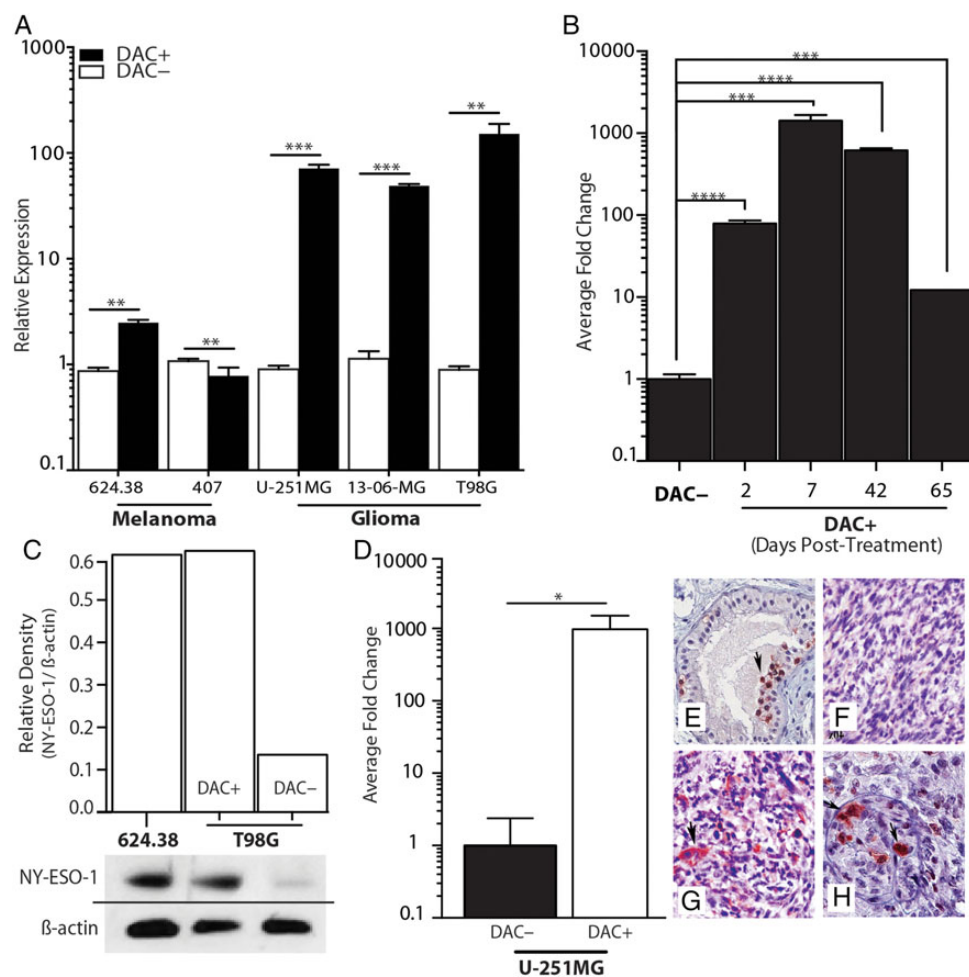 A
1000
100
10
1
0.1
Relative Expression
DAC+
DAC−
**
**
***
***
**
624.38
407
U-251MG
13-06-MG
T98G
Melanoma
Glioma
B
10000
1000
100
10
1
0.1
Average Fold Change
***
****
***
****
DAC−
2
7
42
65
DAC+
(Days Post-Treatment)
C
0.6
0.5
0.4
0.3
0.2
0.1
0.0
Relative Density
(NY-ESO-1/ ß-actin)
DAC+
DAC−
624.38
T98G
NY-ESO-1
ß-actin
D
10000
1000
100
10
1
0.1
Average Fold Change
*
DAC−
DAC+
U-251MG
E
F
G
H